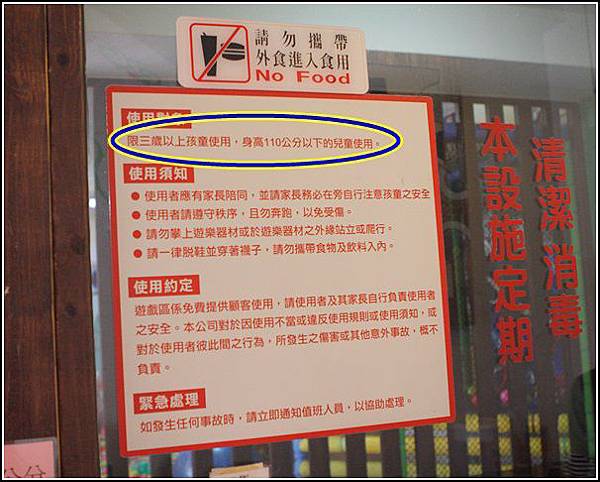 請勿攜帶
外食進入食用
No Food
使用對象
限三歲以上孩童使用，身高110公分以下的兒童使用。
使用須知
● 使用者應有家長陪同，並請家長務必在旁自行注意孩童之安全
● 使用者請遵守秩序，且勿奔跑，以免受傷。
● 請勿攀上遊樂器材或於遊樂器材之外緣站立或爬行。
● 請一律脫鞋並穿著襪子，請勿攜帶食物及飲料入內。
使用約定
遊戲區係免費提供顧客使用，請使用者及其家長自行負責使用者
之安全。本公司對於因使用不當或違反使用規則或使用須知，或
對於使用者彼此間之行為，所發生之傷害或其他意外事故，概不
負責。
緊急處理
如發生任何事故時，請立即通知值班人員，以協助處理。
本設施定期
清潔消毒
公分